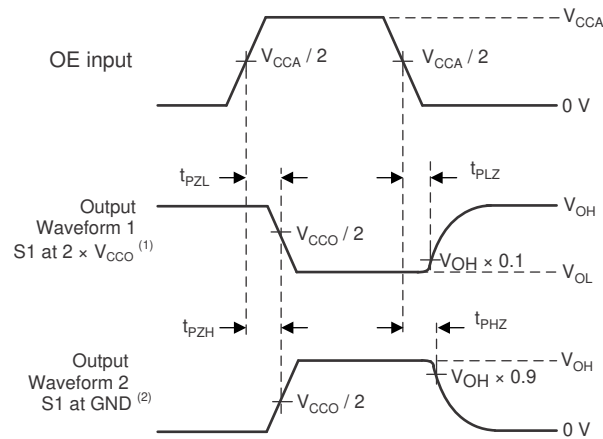 V_CCA
OE input
V_CCA / 2
V_CCA / 2
0 V
t_PZL
t_PLZ
Output
Waveform 1
S1 at 2 × V_CCO (1)
V_OH
V_CCO / 2
V_OH × 0.1
V_OL
t_PZH
t_PHZ
Output
Waveform 2
S1 at GND (2)
V_OH
V_OH × 0.9
V_CCO / 2
0 V